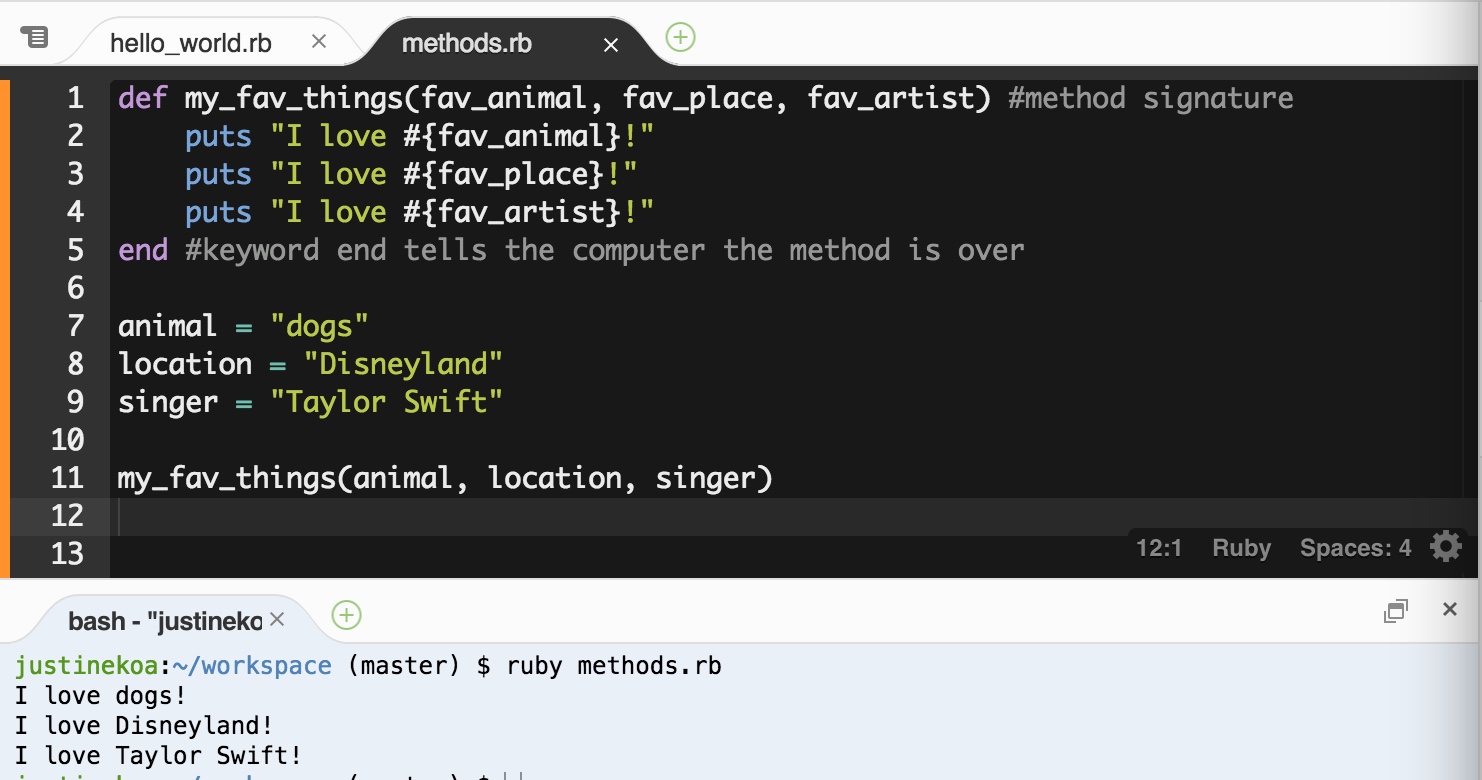 hello_world.rb methods.rb
1 def my_fav_things(fav_animal, fav_place, fav_artist) #method signature
2     puts "I love #{fav_animal}!"
3     puts "I love #{fav_place}!"
4     puts "I love #{fav_artist}!"
5 end #keyword end tells the computer the method is over
6
7 animal = "dogs"
8 location = "Disneyland"
9 singer = "Taylor Swift"
10
11 my_fav_things(animal, location, singer)
12
13
12:1 Ruby Spaces: 4
bash - "justineko
justinekoa:~/workspace (master) $ ruby methods.rb
I love dogs!
I love Disneyland!
I love Taylor Swift!